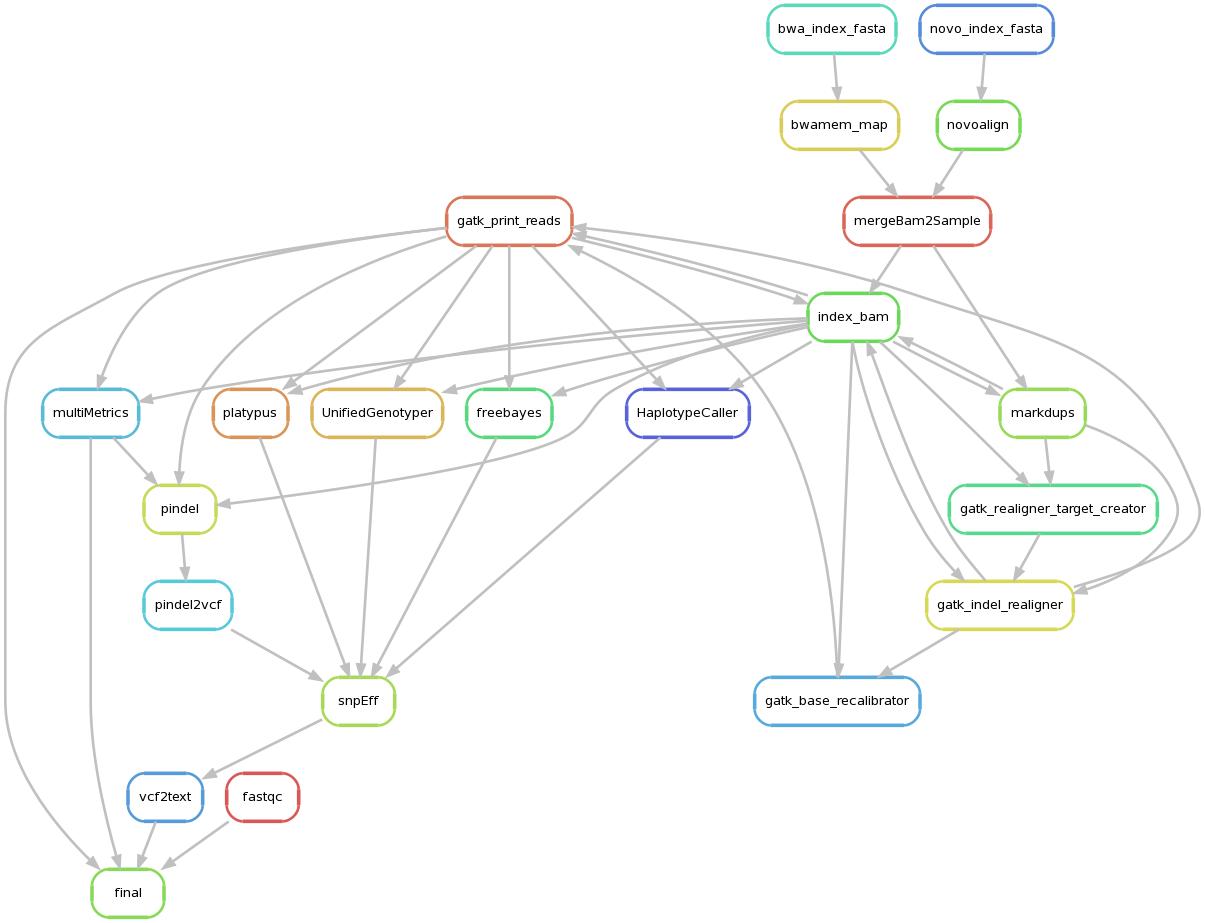 bwa_index_fasta
novo_index_fasta
bwamem_map
novoalign
gatk_print_reads
mergeBam2Sample
index_bam
multiMetrics
platypus
UnifiedGenotyper
freebayes
HaplotypeCaller
markdups
pindel
gatk_realigner_target_creator
pindel2vcf
gatk_indel_realigner
snpEff
gatk_base_recalibrator
vcf2text
fastqc
final